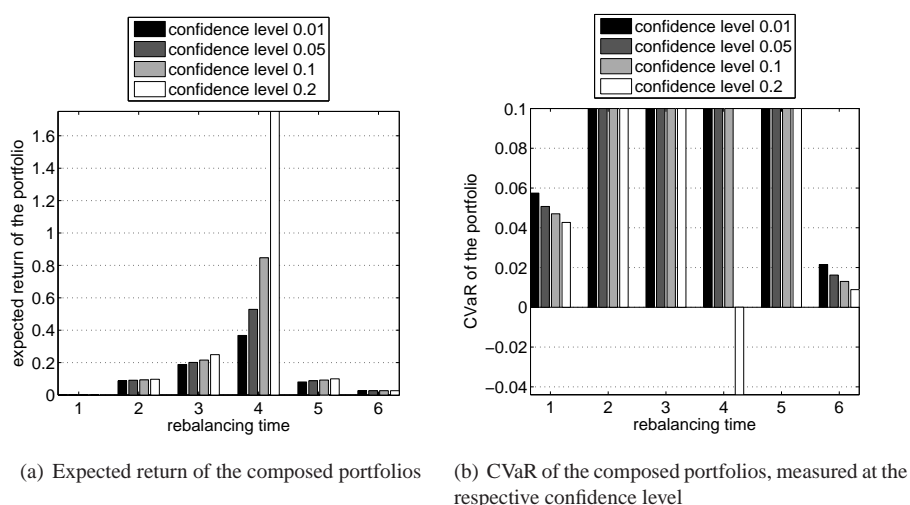 confidence level 0.01
confidence level 0.05
confidence level 0.1
confidence level 0.2
1.6
1.4
1.2
1
0.8
0.6
0.4
0.2
0
expected return of the portfolio
1 2 3 4 5 6
rebalancing time
(a) Expected return of the composed portfolios
confidence level 0.01
confidence level 0.05
confidence level 0.1
confidence level 0.2
0.1
0.08
0.06
0.04
0.02
0
−0.02
−0.04
CVaR of the portfolio
1 2 3 4 5 6
rebalancing time
(b) CVaR of the composed portfolios, measured at the
respective confidence level